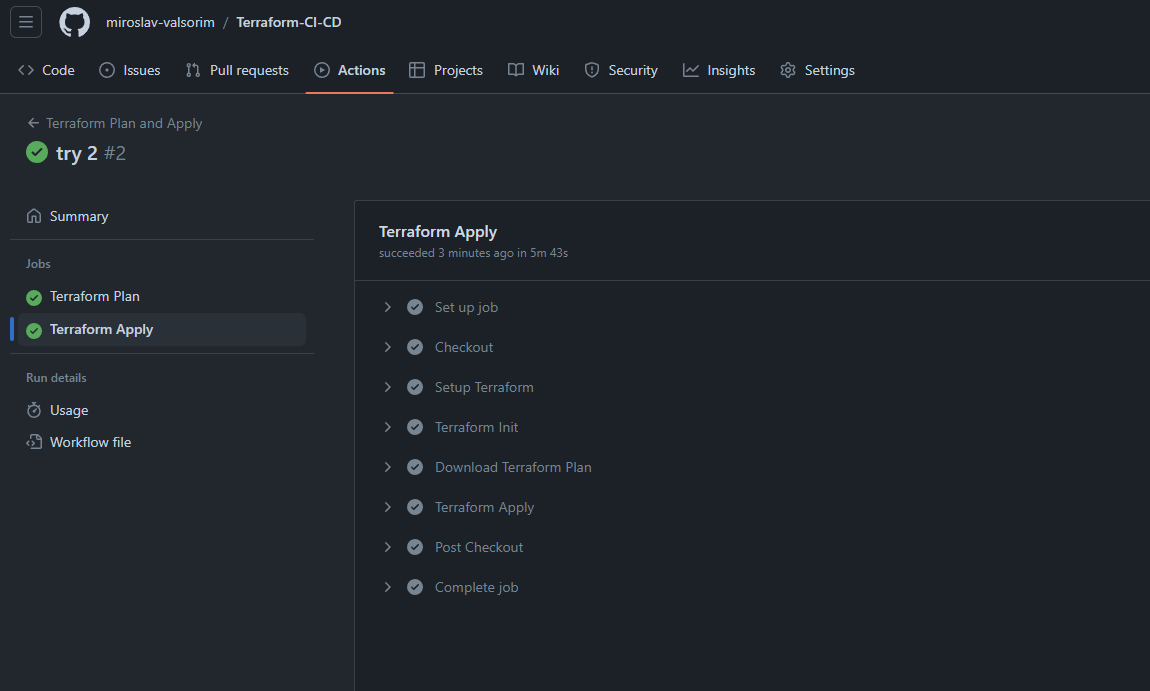 miroslav-valsorim / Terraform-CI-CD
Code Issues Pull requests Actions Projects Wiki Security Insights Settings
Terraform Plan and Apply
try 2 #2
Summary
Jobs
Terraform Plan
Terraform Apply
Run details
Usage
Workflow file
Terraform Apply
succeeded 3 minutes ago in 5m 43s
Set up job
Checkout
Setup Terraform
Terraform Init
Download Terraform Plan
Terraform Apply
Post Checkout
Complete job